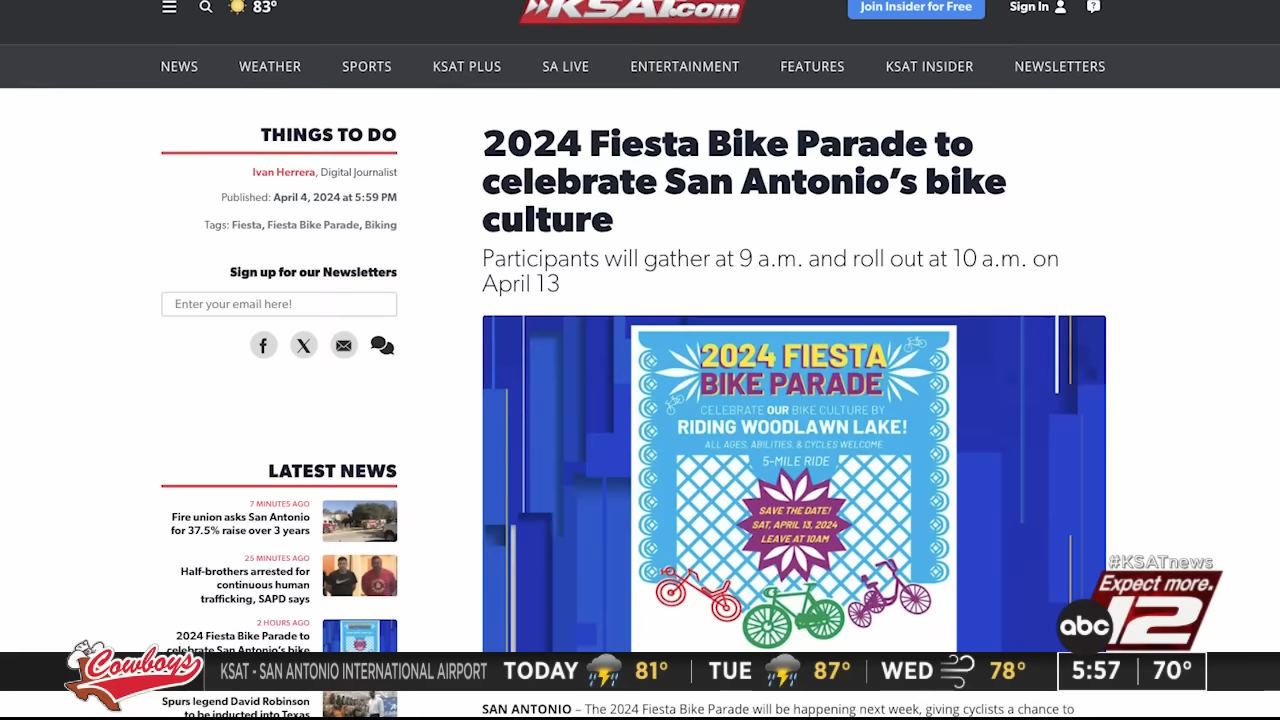 83°
KSAT.com
Join Insider for Free
Sign In
NEWS
WEATHER
SPORTS
KSAT PLUS
SA LIVE
ENTERTAINMENT
FEATURES
KSAT INSIDER
NEWSLETTERS
THINGS TO DO
Ivan Herrera, Digital Journalist
Published: April 4, 2024 at 5:59 PM
Tags: Fiesta, Fiesta Bike Parade, Biking
Sign up for our Newsletters
Enter your email here!
LATEST NEWS
7 MINUTES AGO
Fire union asks San Antonio
for 37.5% raise over 3 years
25 MINUTES AGO
Half-brothers arrested for
continuous human
trafficking, SAPD says
2 HOURS AGO
2024 Fiesta Bike Parade to
celebrate San Antonio's bike
Spurs legend David Robinson
to be inducted into Texas
2024 Fiesta Bike Parade to
celebrate San Antonio’s bike
culture
Participants will gather at 9 a.m. and roll out at 10 a.m. on
April 13
2024 FIESTA
BIKE PARADE
CELEBRATE OUR BIKE CULTURE BY
RIDING WOODLAWN LAKE!
ALL AGES, ABILITIES, & CYCLES WELCOME
5-MILE RIDE
SAVE THE DATE!
SAT, APRIL 13, 2024
LEAVE AT 10AM
SAN ANTONIO – The 2024 Fiesta Bike Parade will be happening next week, giving cyclists a chance to
#KSATnews
Expect more.
abc 12
Cowboys
KSAT - SAN ANTONIO INTERNATIONAL AIRPORT
TODAY 81°
TUE 87°
WED 78°
5:57 70°